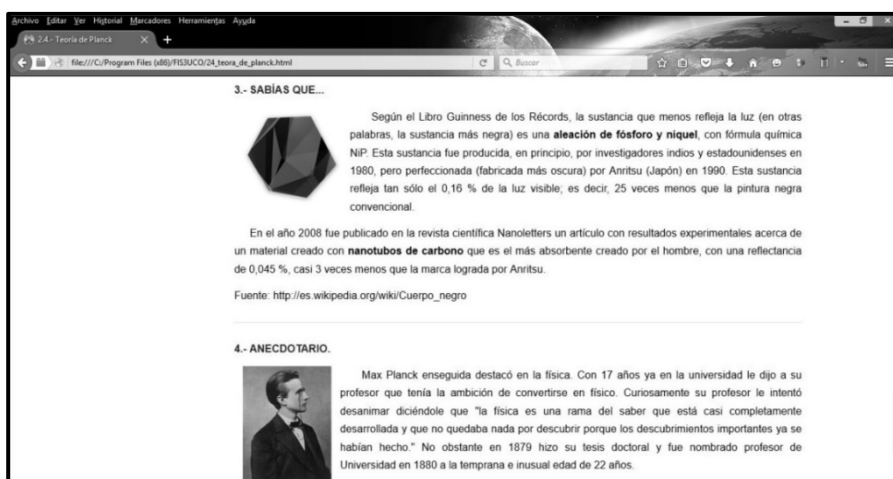 Archivo Editar Ver Historial Marcadores Herramientas Ayuda
2.4.- Teoría de Planck
file:///C:/Program Files (x86)/FIS3UCO/24_teora_de_planck.html
Buscar
3.- SABÍAS QUE...
Según el Libro Guinness de los Récords, la sustancia que menos refleja la luz (en otras
palabras, la sustancia más negra) es una aleación de fósforo y níquel, con fórmula química
NiP. Esta sustancia fue producida, en principio, por investigadores indios y estadounidenses en
1980, pero perfeccionada (fabricada más oscura) por Anritsu (Japón) en 1990. Esta sustancia
refleja tan sólo el 0,16 % de la luz visible; es decir, 25 veces menos que la pintura negra
convencional.
En el año 2008 fue publicado en la revista científica Nanoletters un artículo con resultados experimentales acerca de
un material creado con nanotubos de carbono que es el más absorbente creado por el hombre, con una reflectancia
de 0,045 %, casi 3 veces menos que la marca lograda por Anritsu.
Fuente: http://es.wikipedia.org/wiki/Cuerpo_negro
4.- ANECDOTARIO.
Max Planck enseguida destacó en la física. Con 17 años ya en la universidad le dijo a su
profesor que tenía la ambición de convertirse en físico. Curiosamente su profesor le intentó
desanimar diciéndole que "la física es una rama del saber que está casi completamente
desarrollada y que no quedaba nada por descubrir porque los descubrimientos importantes ya se
habían hecho." No obstante en 1879 hizo su tesis doctoral y fue nombrado profesor de
Universidad en 1880 a la temprana e inusual edad de 22 años.